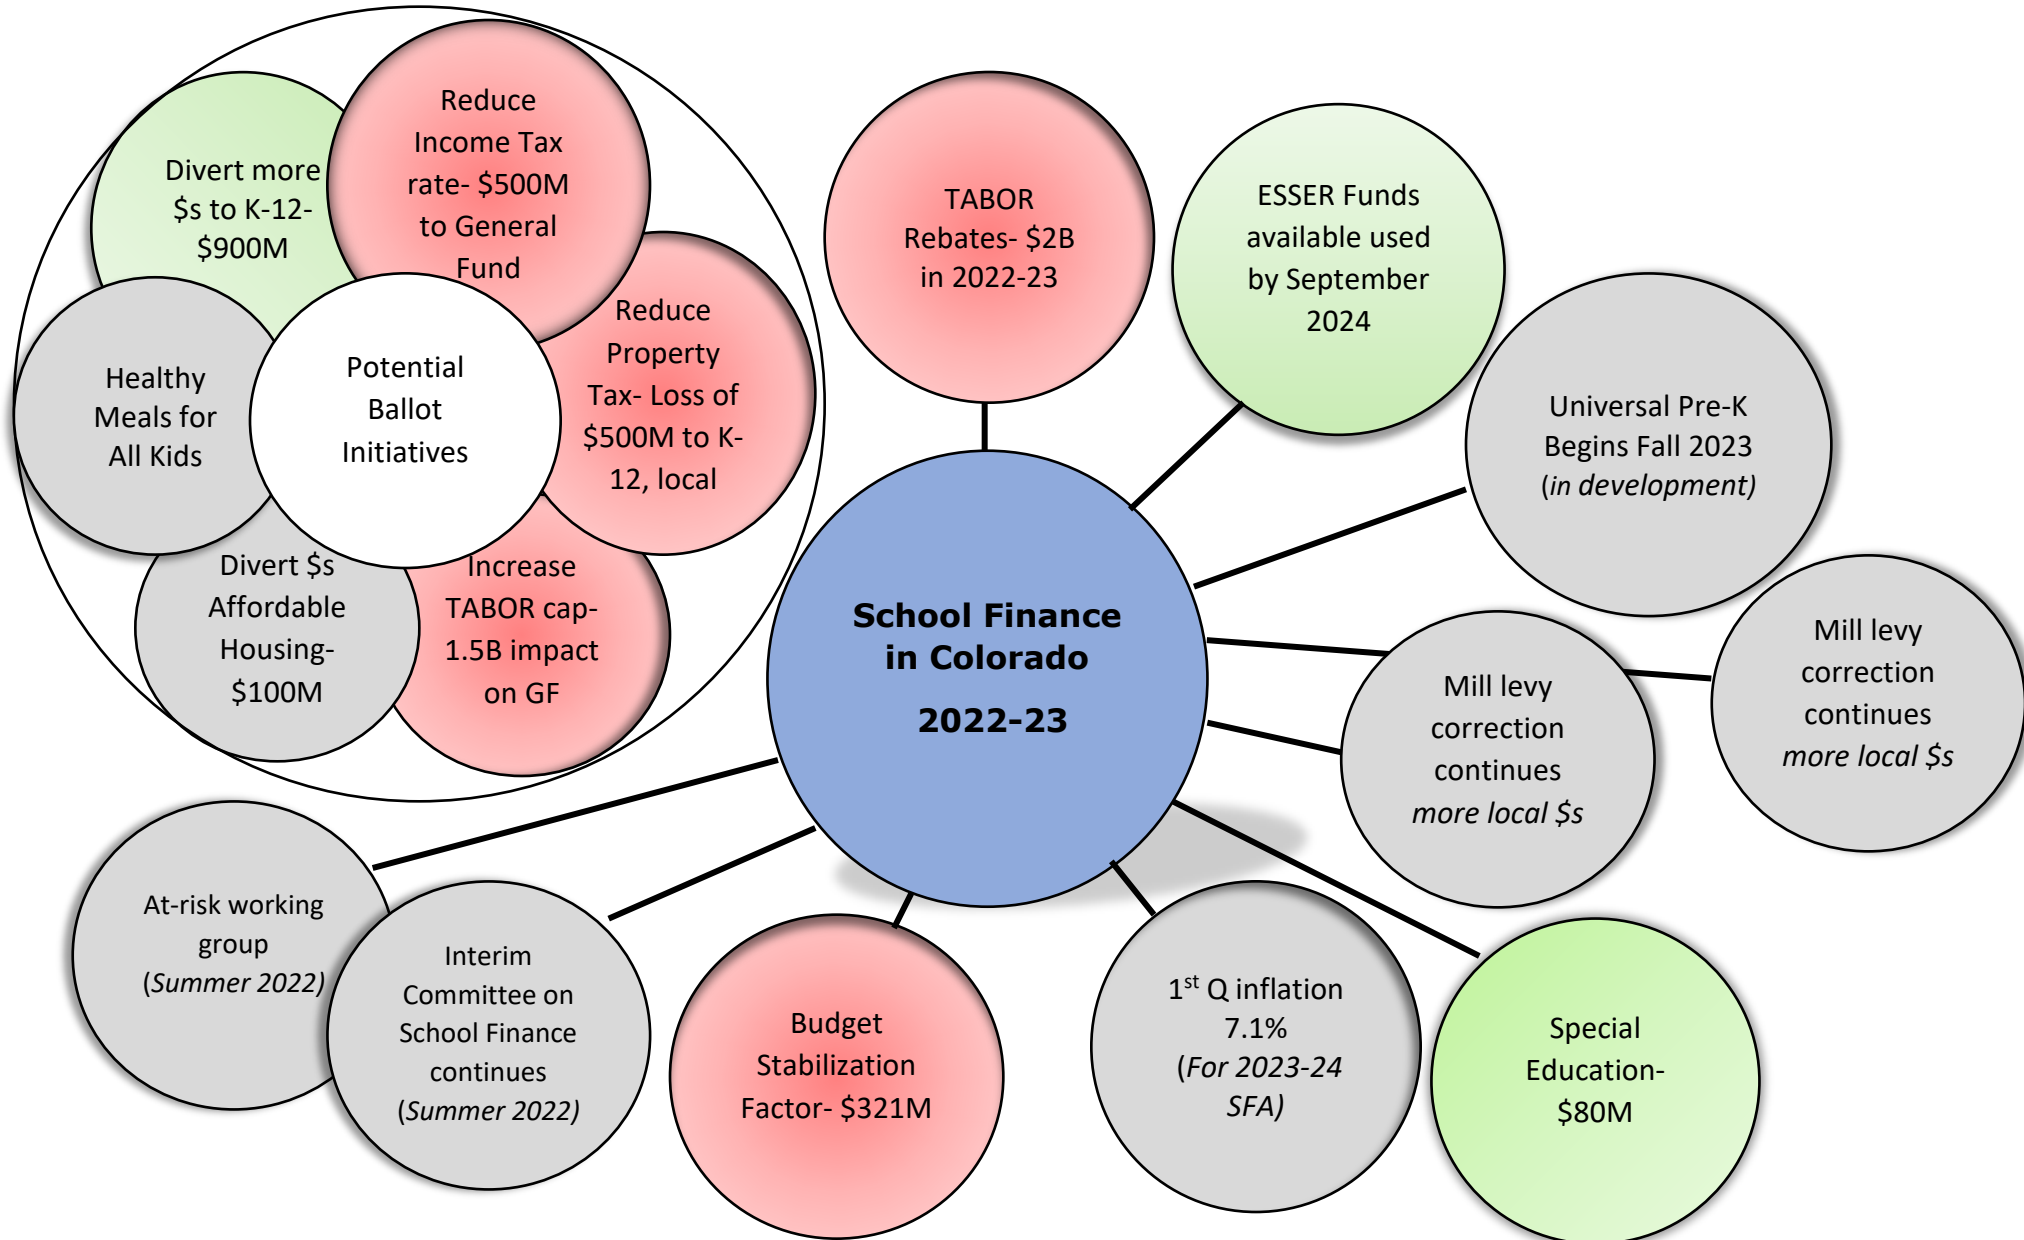 Reduce
Income Tax
rate- $500M
to General
Fund
Divert more
$s to K-12-
$900M
Reduce
Property
Tax- Loss of
$500M to K-
12, local
Healthy
Meals for
All Kids
Potential
Ballot
Initiatives
Divert $s
Affordable
Housing-
$100M
Increase
TABOR cap-
1.5B impact
on GF
TABOR
Rebates- $2B
in 2022-23
ESSER Funds
available used
by September
2024
Universal Pre-K
Begins Fall 2023
(in development)
School Finance
in Colorado
2022-23
Mill levy
correction
continues
more local $s
Mill levy
correction
continues
more local $s
At-risk working
group
(Summer 2022)
Interim
Committee on
School Finance
continues
(Summer 2022)
Budget
Stabilization
Factor- $321M
1st Q inflation
7.1%
(For 2023-24
SFA)
Special
Education-
$80M